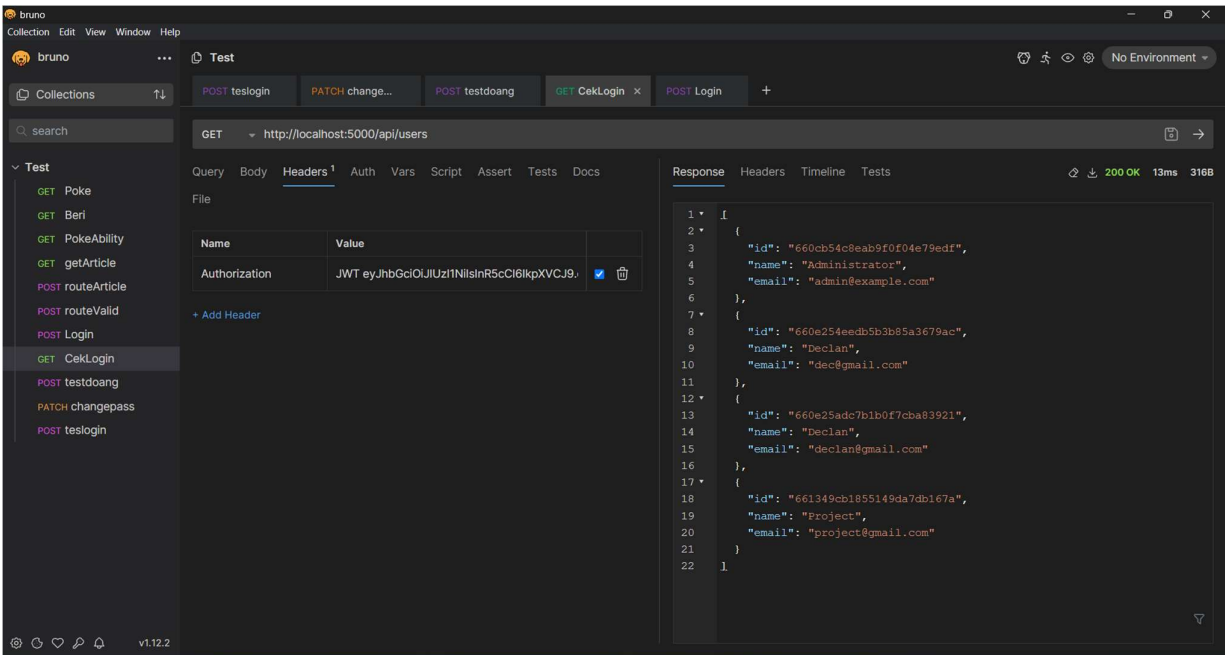 bruno
Collection Edit View Window Help
bruno
Test
No Environment
Collections
POST teslogin
PATCH change...
POST testdoang
GET CekLogin
POST Login
search
GET http://localhost:5000/api/users
Test
GET Poke
GET Beri
GET PokeAbility
GET getArticle
POST routeArticle
POST routeValid
POST Login
GET CekLogin
POST testdoang
PATCH changepass
POST teslogin
Query Body Headers 1 Auth Vars Script Assert Tests Docs
File
Name Value
Authorization JWT
+ Add Header
Response Headers Timeline Tests 200 OK 13ms 316B
1 [
2 {
3 "id": "660cb54c8eab9f0f04e79edf",
4 "name": "Administrator",
5 "email": "admin@example.com"
6 },
7 {
8 "id": "660e254eedb5b3b85a3679ac",
9 "name": "Declan",
10 "email": "dec@gmail.com"
11 },
12 {
13 "id": "660e25adc7b1b0f7cba83921",
14 "name": "Declan",
15 "email": "declan@gmail.com"
16 },
17 {
18 "id": "661349cb1855149da7db167a",
19 "name": "Project",
20 "email": "project@gmail.com"
21 }
22 ]
v1.12.2